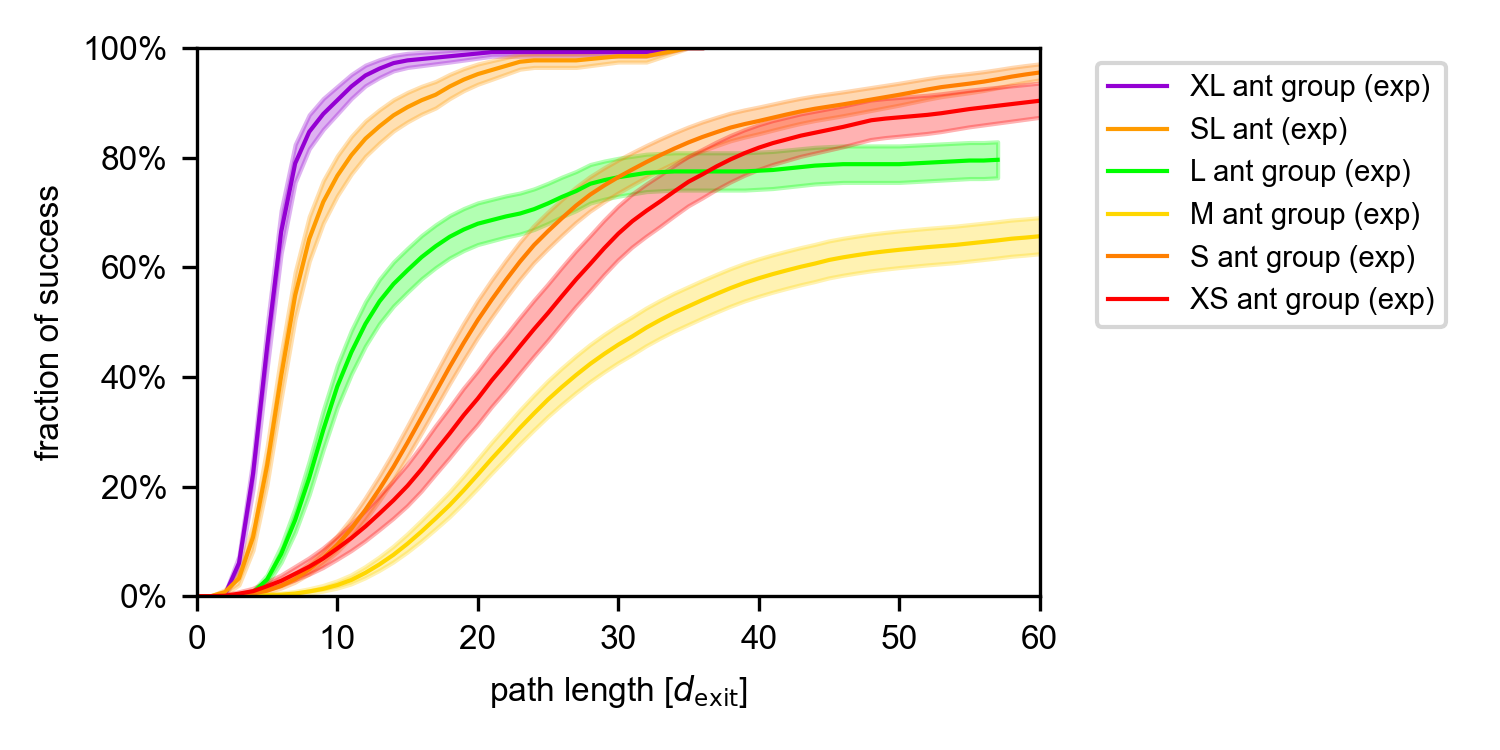 100%
80%
60%
40%
20%
0%
fraction of success
0 10 20 30 40 50 60
path length [d_exit]
XL ant group (exp)
SL ant (exp)
L ant group (exp)
M ant group (exp)
S ant group (exp)
XS ant group (exp)